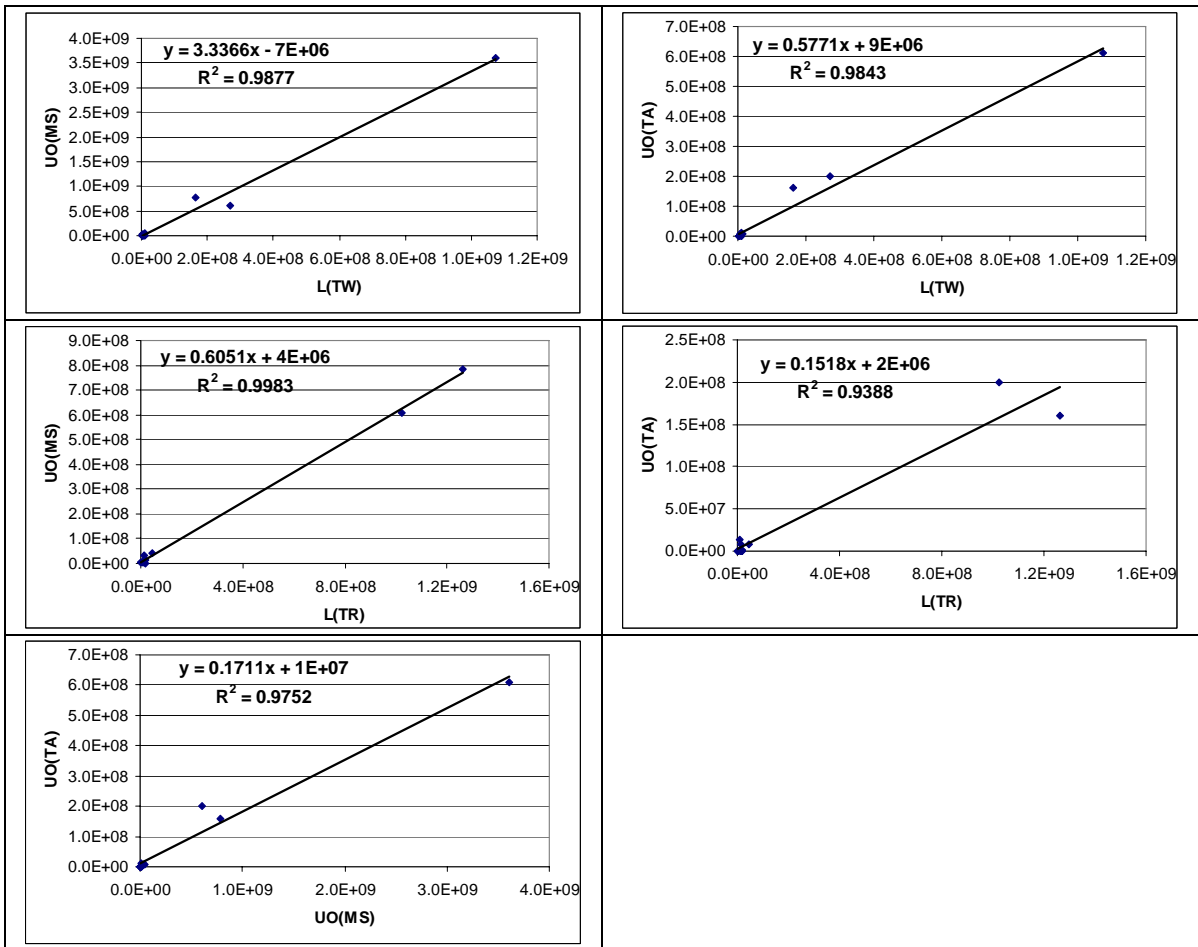 y = 3.3366x - 7E+06
R² = 0.9877
4.0E+09
3.5E+09
3.0E+09
2.5E+09
2.0E+09
1.5E+09
1.0E+09
5.0E+08
0.0E+00
UO(MS)
0.0E+00 2.0E+08 4.0E+08 6.0E+08 8.0E+08 1.0E+09 1.2E+09
L(TW)
y = 0.5771x + 9E+06
R² = 0.9843
7.0E+08
6.0E+08
5.0E+08
4.0E+08
3.0E+08
2.0E+08
1.0E+08
0.0E+00
UO(TA)
0.0E+00 2.0E+08 4.0E+08 6.0E+08 8.0E+08 1.0E+09 1.2E+09
L(TW)
y = 0.6051x + 4E+06
R² = 0.9983
9.0E+08
8.0E+08
7.0E+08
6.0E+08
5.0E+08
4.0E+08
3.0E+08
2.0E+08
1.0E+08
0.0E+00
UO(MS)
0.0E+00 4.0E+08 8.0E+08 1.2E+09 1.6E+09
L(TR)
y = 0.1518x + 2E+06
R² = 0.9388
2.5E+08
2.0E+08
1.5E+08
1.0E+08
5.0E+07
0.0E+00
UO(TA)
0.0E+00 4.0E+08 8.0E+08 1.2E+09 1.6E+09
L(TR)
y = 0.1711x + 1E+07
R² = 0.9752
7.0E+08
6.0E+08
5.0E+08
4.0E+08
3.0E+08
2.0E+08
1.0E+08
0.0E+00
UO(TA)
0.0E+00 1.0E+09 2.0E+09 3.0E+09 4.0E+09
UO(MS)